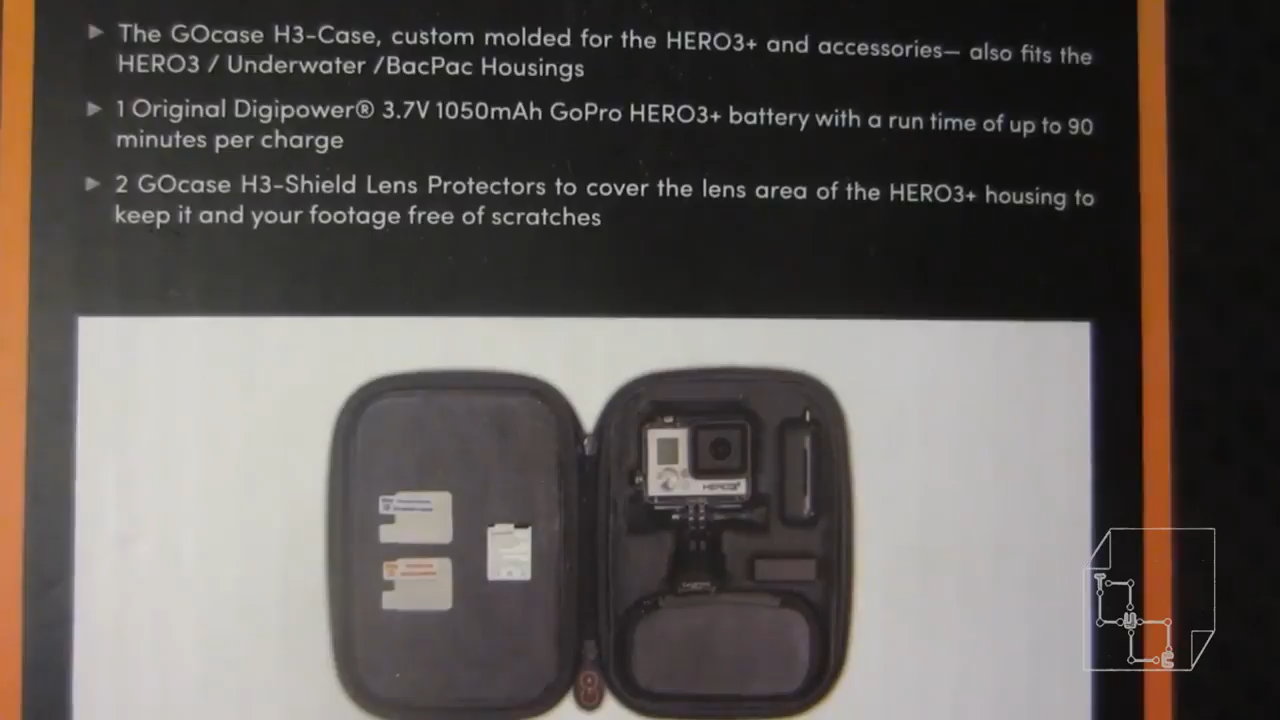 The GOcase H3-Case, custom molded for the HERO3+ and accessories— also fits the
HERO3 / Underwater /BacPac Housings
1 Original Digipower® 3.7V 1050mAh GoPro HERO3+ battery with a run time of up to 90
minutes per charge
2 GOcase H3-Shield Lens Protectors to cover the lens area of the HERO3+ housing to
keep it and your footage free of scratches
HERO3+
T
U
E